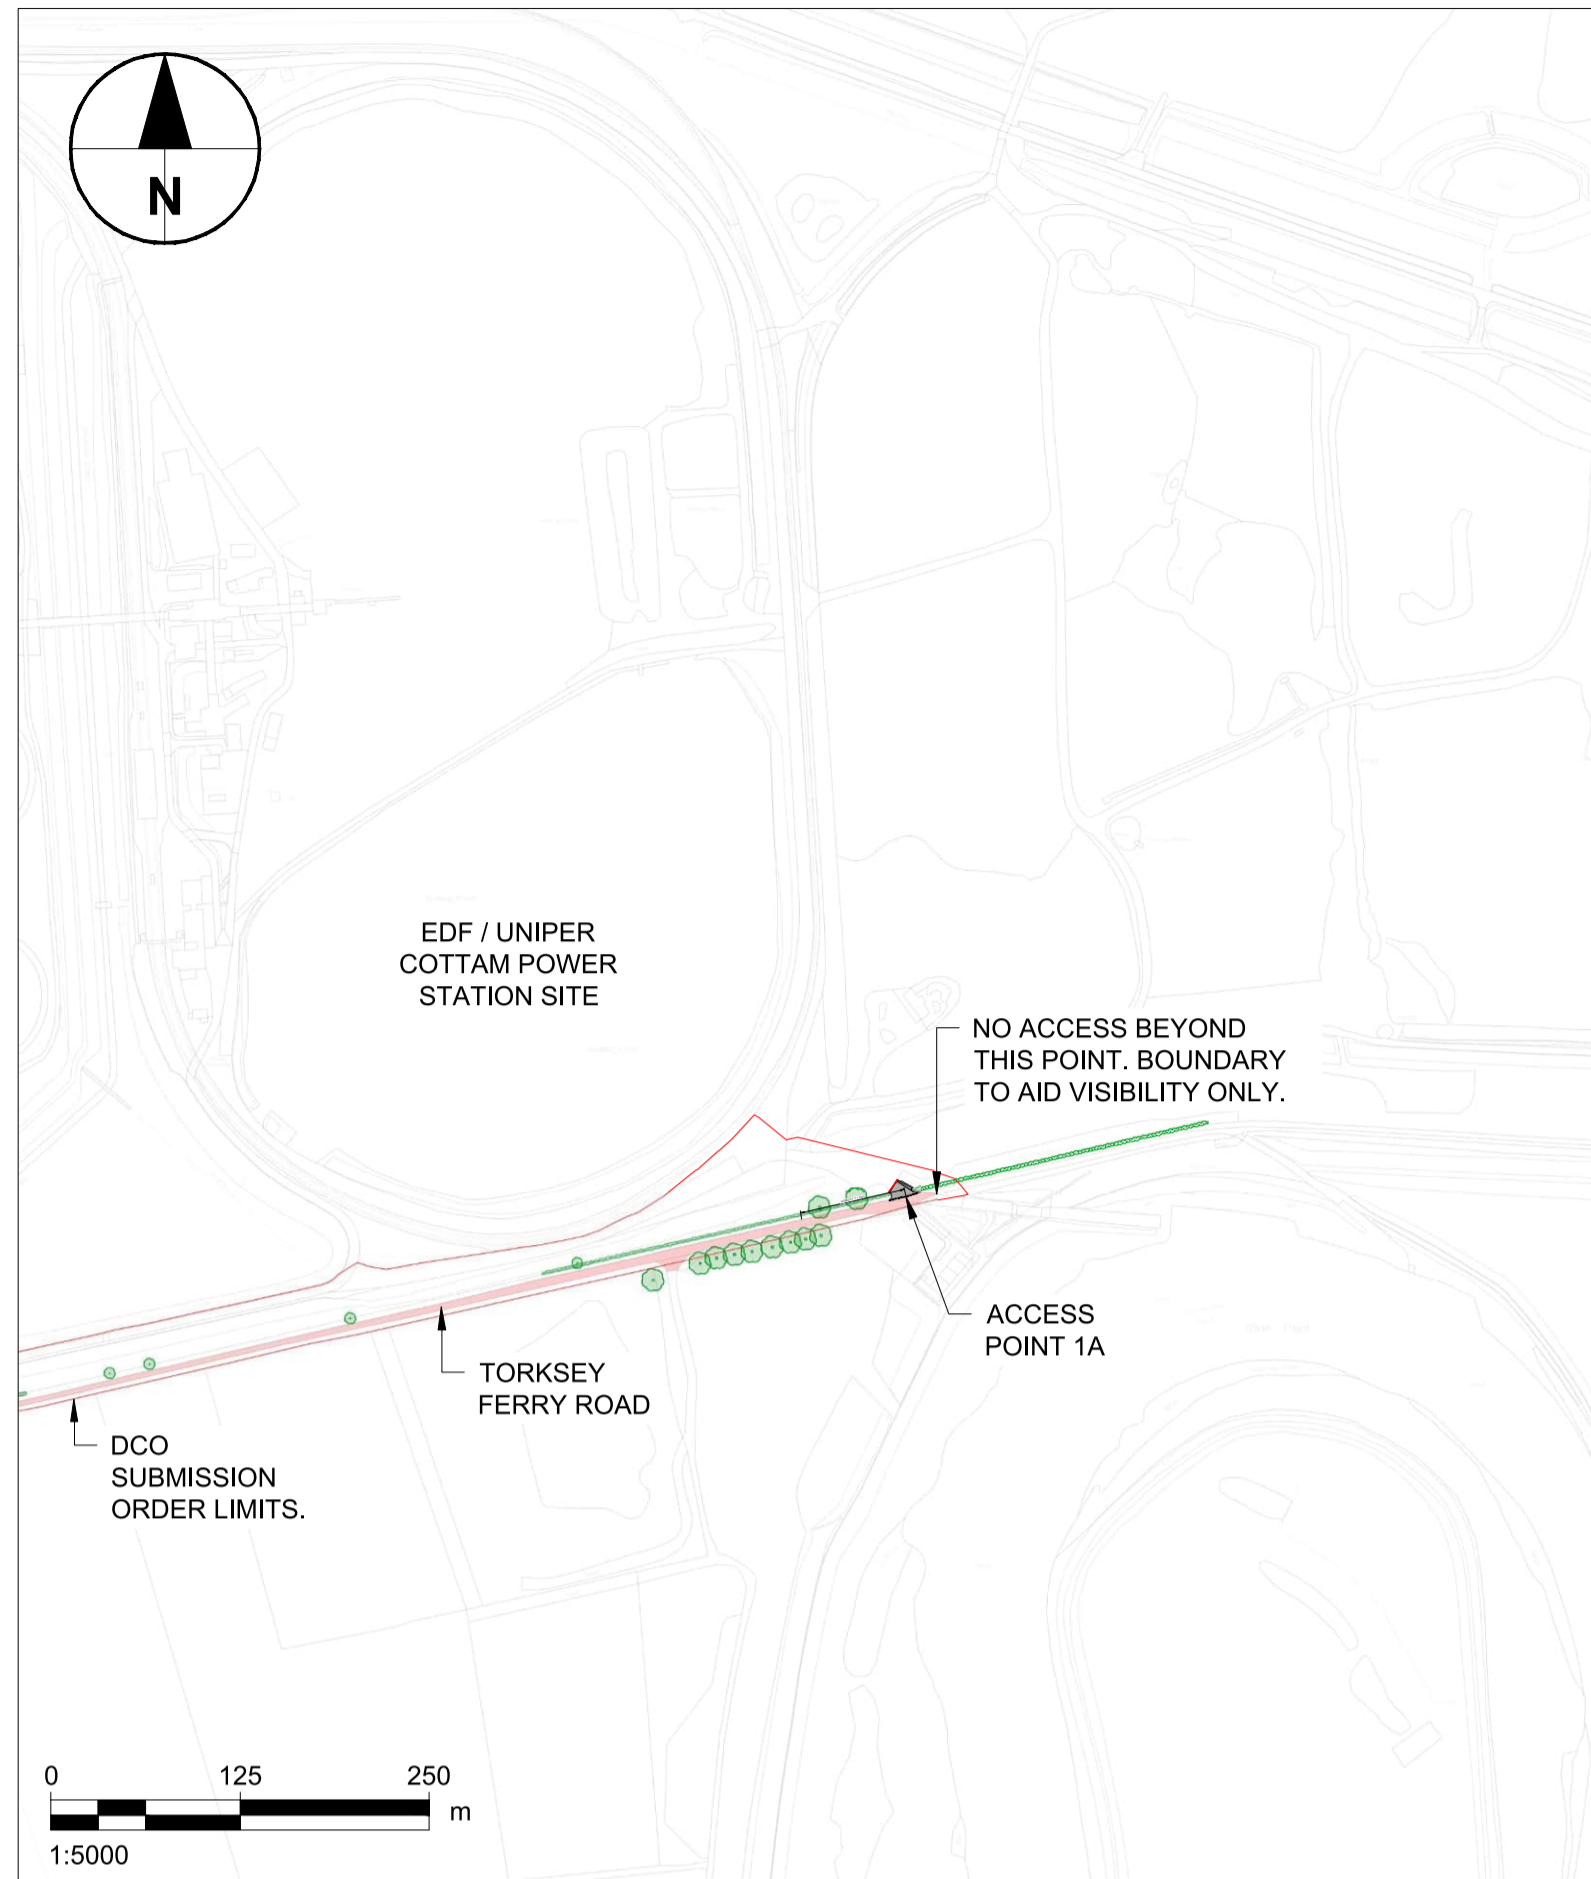 N
EDF / UNIPER
COTTAM POWER
STATION SITE
NO ACCESS BEYOND
THIS POINT. BOUNDARY
TO AID VISIBILITY ONLY.
ACCESS
POINT 1A
TORKSEY
FERRY ROAD
DCO
SUBMISSION
ORDER LIMITS.
0 125 250
m
1:5000